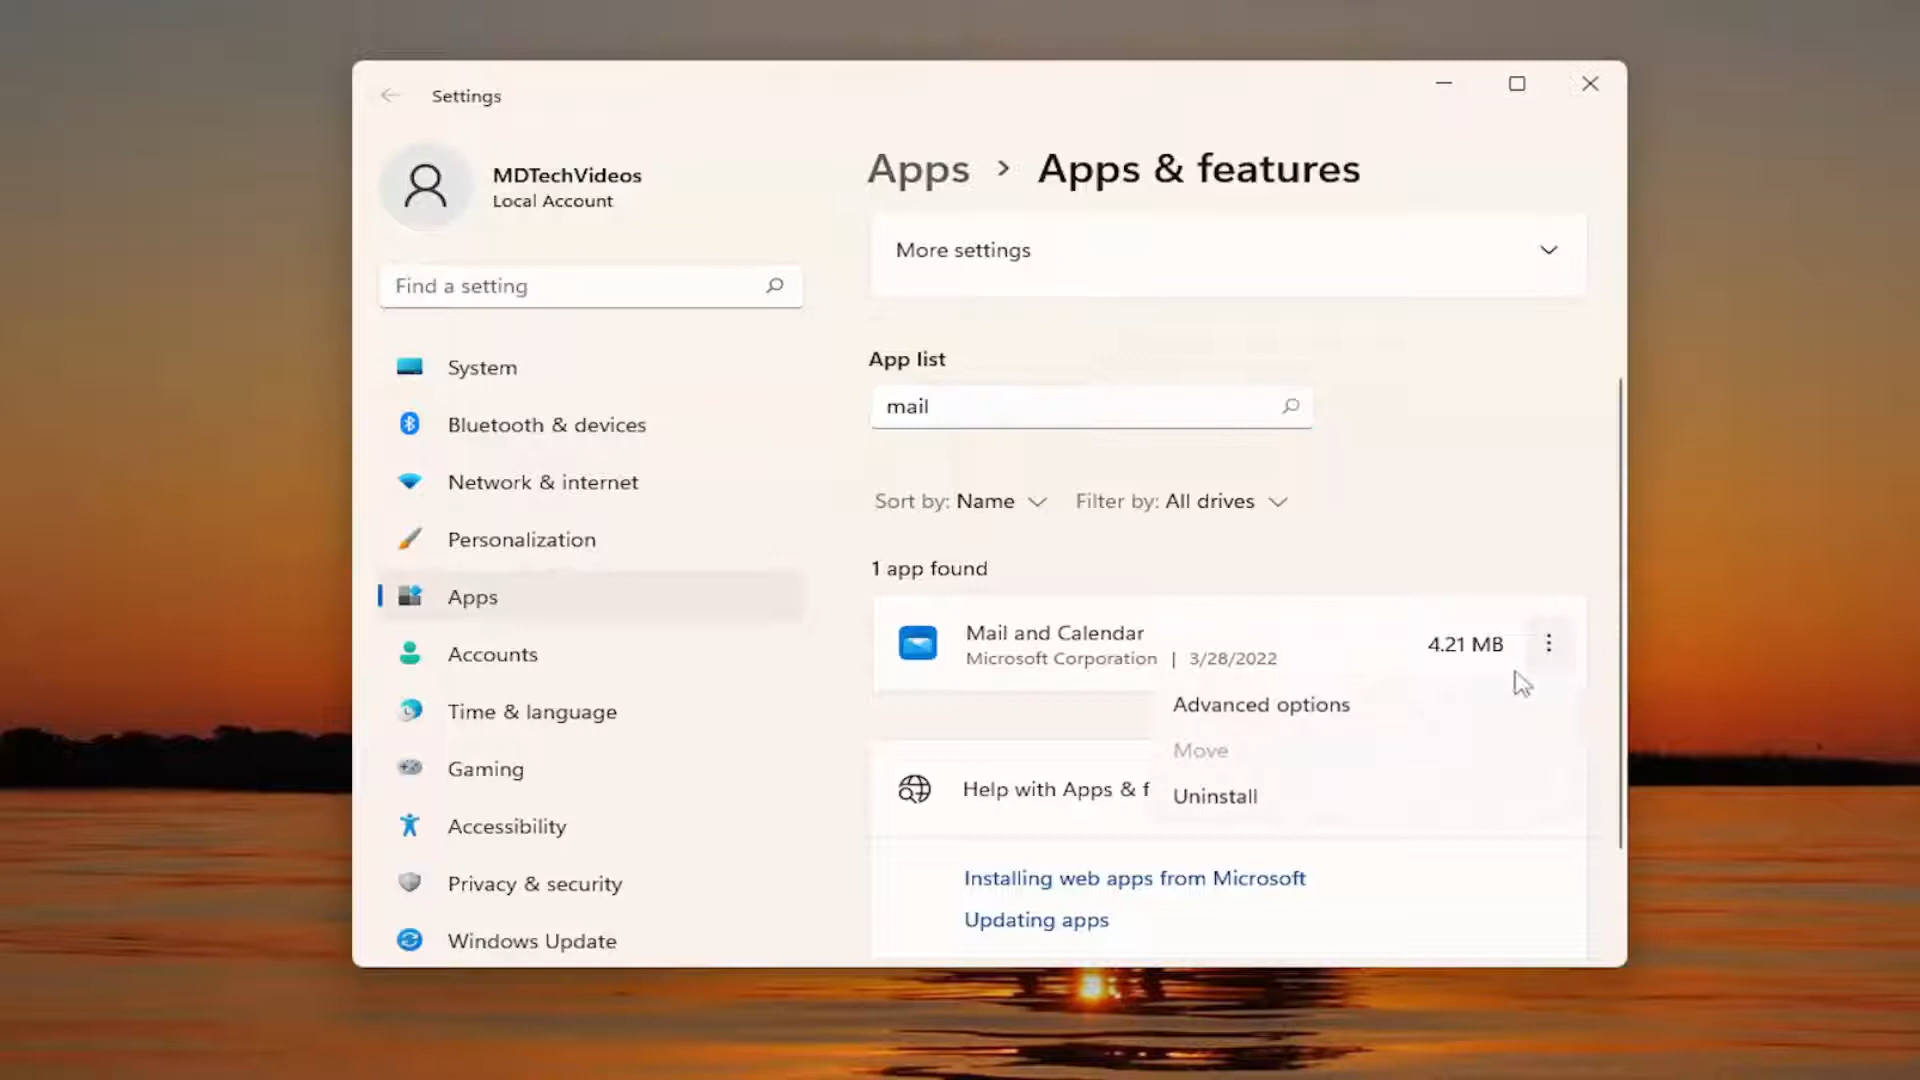 Settings
MDTechVideos
Local Account
Find a setting
System
Bluetooth & devices
Network & internet
Personalization
Apps
Accounts
Time & language
Gaming
Accessibility
Privacy & security
Windows Update
Apps > Apps & features
More settings
App list
mail
Sort by: Name Filter by: All drives
1 app found
Mail and Calendar
Microsoft Corporation | 3/28/2022
4.21 MB
Advanced options
Move
Uninstall
Help with Apps & f
Installing web apps from Microsoft
Updating apps